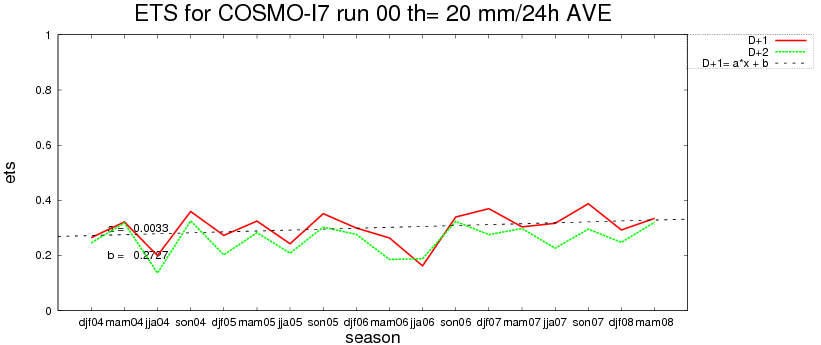 ETS for COSMO-I7 run 00 th= 20 mm/24h AVE
D+1
D+2
D+1= a*x + b
1
0.8
0.6
0.4
0.2
0
ets
a = 0.0033
b = 0.2727
djf04 mam04 jja04 son04 djf05 mam05 jja05 son05 djf06 mam06 jja06 son06 djf07 mam07 jja07 son07 djf08 mam08
season